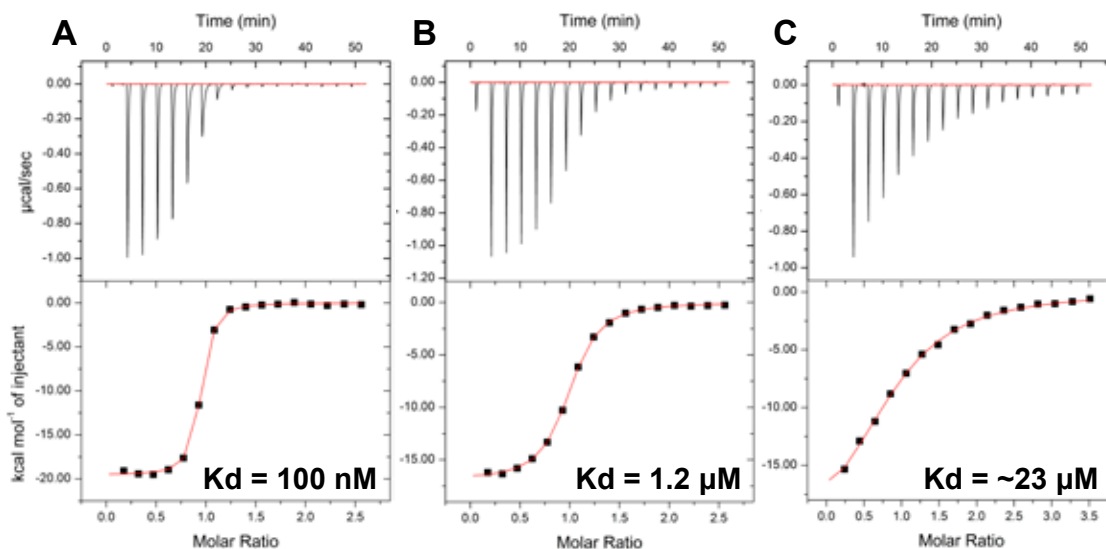 A
Time (min)
0 10 20 30 40 50
0.00
-0.20
-0.40
-0.60
-0.80
-1.00
µcal/sec
0.00
-5.00
-10.00
-15.00
-20.00
kcal mol⁻¹ of injectant
Kd = 100 nM
0.0 0.5 1.0 1.5 2.0 2.5
Molar Ratio
B
Time (min)
0 10 20 30 40 50
0.00
-0.20
-0.40
-0.60
-0.80
-1.00
-1.20
0.00
-5.00
-10.00
-15.00
Kd = 1.2 µM
0.0 0.5 1.0 1.5 2.0 2.5
Molar Ratio
C
Time (min)
0 10 20 30 40 50
0.00
-0.20
-0.40
-0.60
-0.80
-1.00
0.00
-5.00
-10.00
-15.00
Kd = ~23 µM
0.0 0.5 1.0 1.5 2.0 2.5 3.0 3.5
Molar Ratio